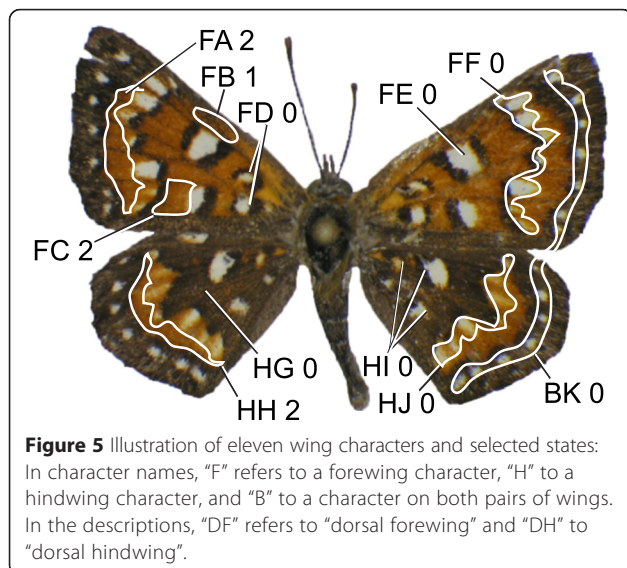 FA 2
FB 1
FD 0
FE 0
FF 0
FC 2
HG 0
HH 2
HI 0
HJ 0
BK 0
Figure 5 Illustration of eleven wing characters and selected states:
In character names, “F” refers to a forewing character, “H” to a
hindwing character, and “B” to a character on both pairs of wings.
In the descriptions, “DF” refers to “dorsal forewing” and “DH” to
“dorsal hindwing”.